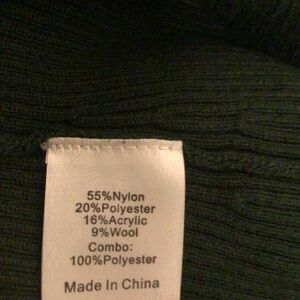 55%Nylon
20%Polyester
16%Acrylic
9%Wool
Combo:
100%Polyester
Made In China